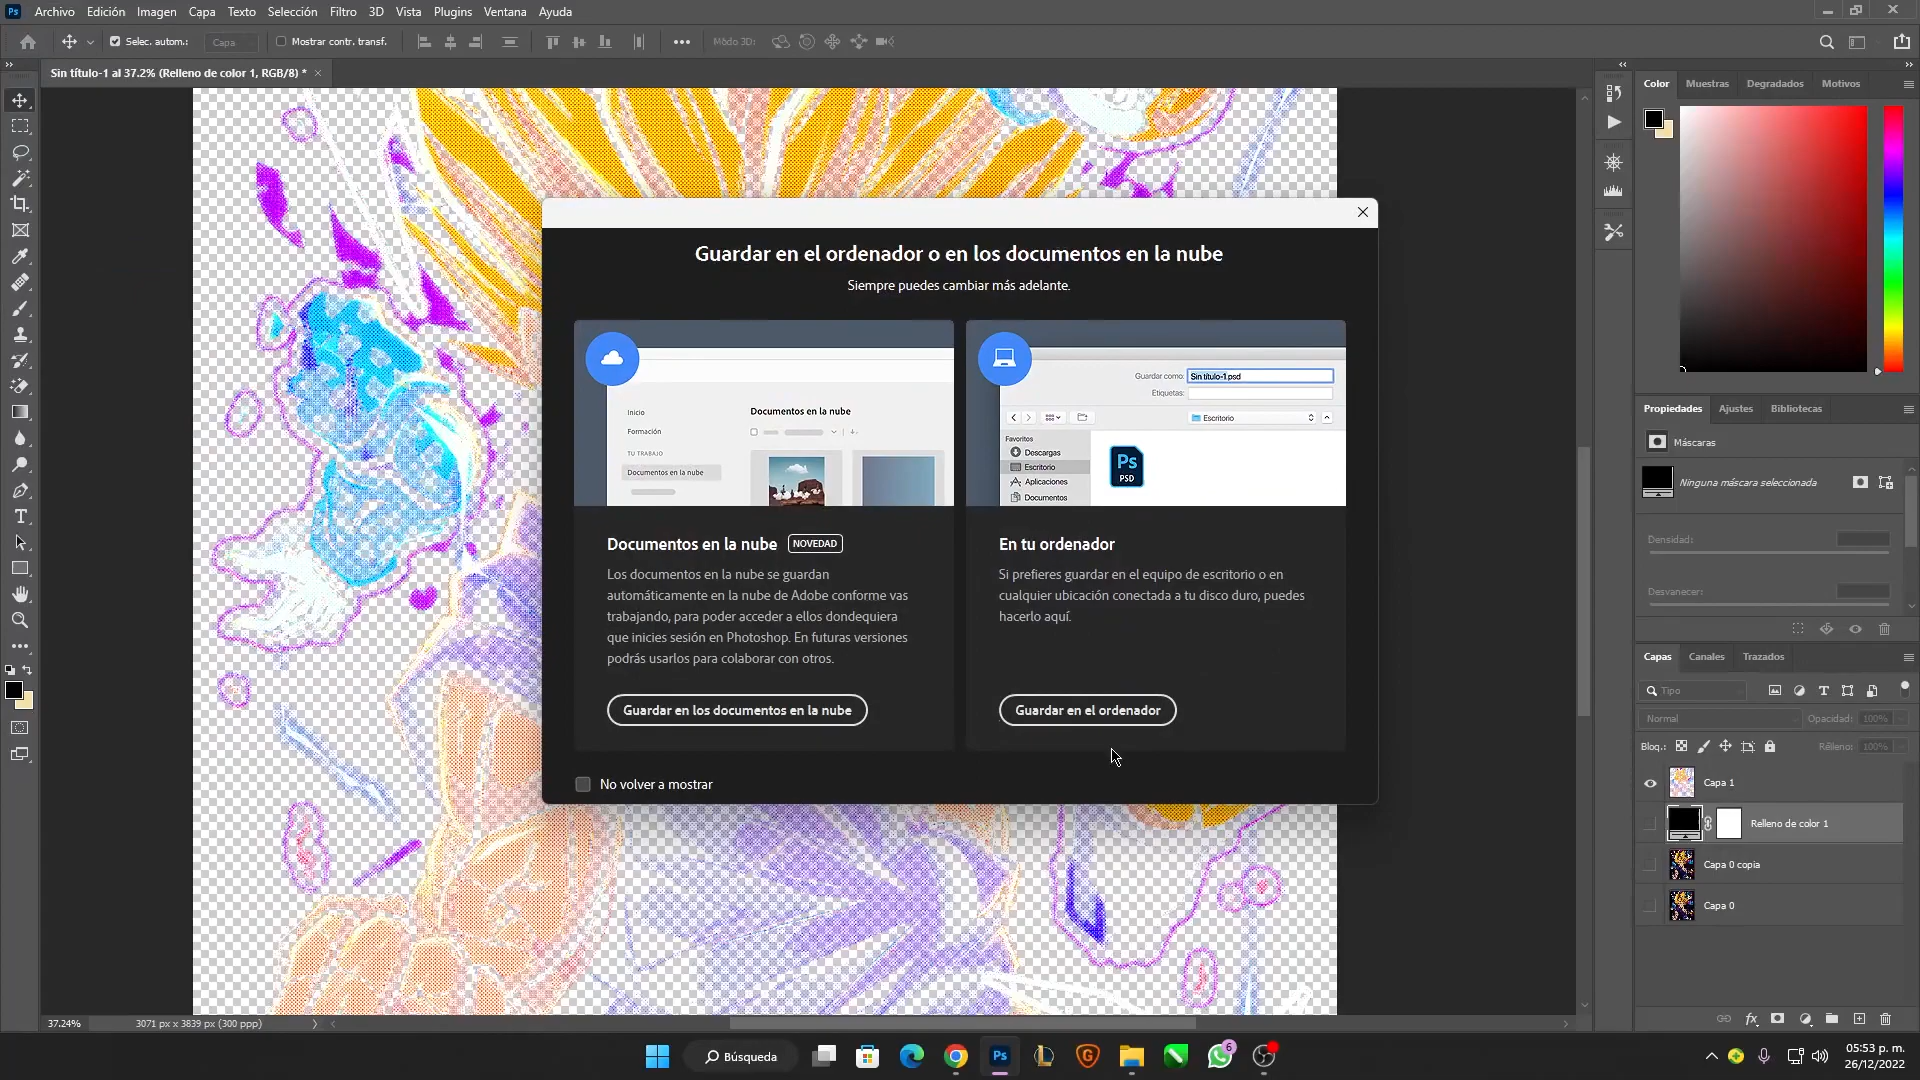 Ps Archivo Edición Imagen Capa Texto Selección Filtro 3D Vista Plugins Ventana Ayuda
Selec. autom.: Capa Mostrar contr. transf. Modo 3D:
Sin título-1 al 37.2% (Relleno de color 1, RGB/8) *
Color Muestras Degradados Motivos
Guardar en el ordenador o en los documentos en la nube
Siempre puedes cambiar más adelante.
Inicio
Formación
TU TRABAJO
Documentos en la nube
Documentos en la nube
Guardar como: Sin título-1.psd
Etiquetas:
Escritorio
Favoritos
Descargas
Escritorio
Aplicaciones
Documentos
Ps
PSD
Documentos en la nube NOVEDAD
Los documentos en la nube se guardan
automáticamente en la nube de Adobe conforme vas
trabajando, para poder acceder a ellos dondequiera
que inicies sesión en Photoshop. En futuras versiones
podrás usarlos para colaborar con otros.
Guardar en los documentos en la nube
En tu ordenador
Si prefieres guardar en el equipo de escritorio o en
cualquier ubicación conectada a tu disco duro, puedes
hacerlo aquí.
Guardar en el ordenador
No volver a mostrar
Propiedades Ajustes Bibliotecas
Máscaras
Ninguna máscara seleccionada
Densidad:
Desvanecer:
Capas Canales Trazados
Tipo
Normal Opacidad: 100%
Bloq.: Relleno: 100%
Capa 1
Relleno de color 1
Capa 0 copia
Capa 0
37.24% 3071 px x 3839 px (300 ppp)
Búsqueda
Ps
6
05:53 p. m.
26/12/2022